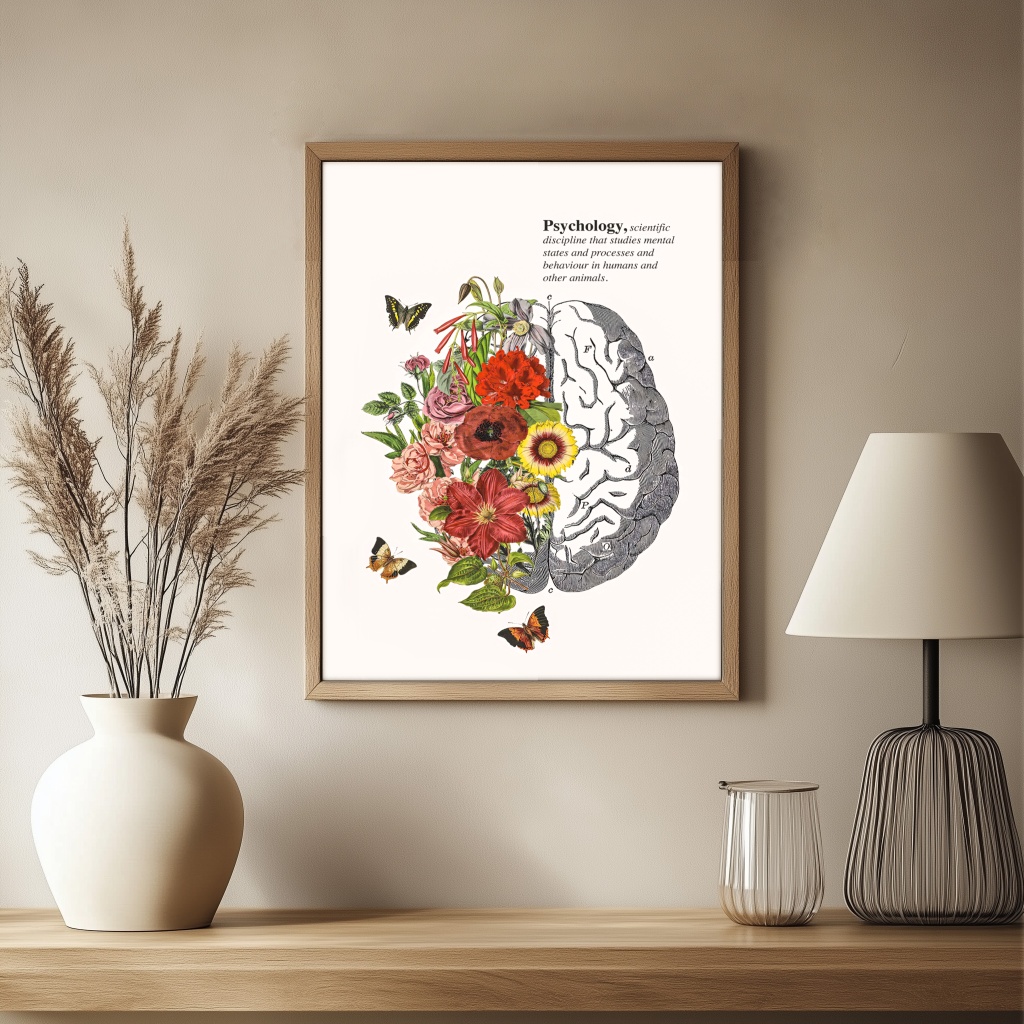 Psychology, scientific
discipline that studies mental
states and processes and
behaviour in humans and
other animals.
c
F
a
d
P
O
c